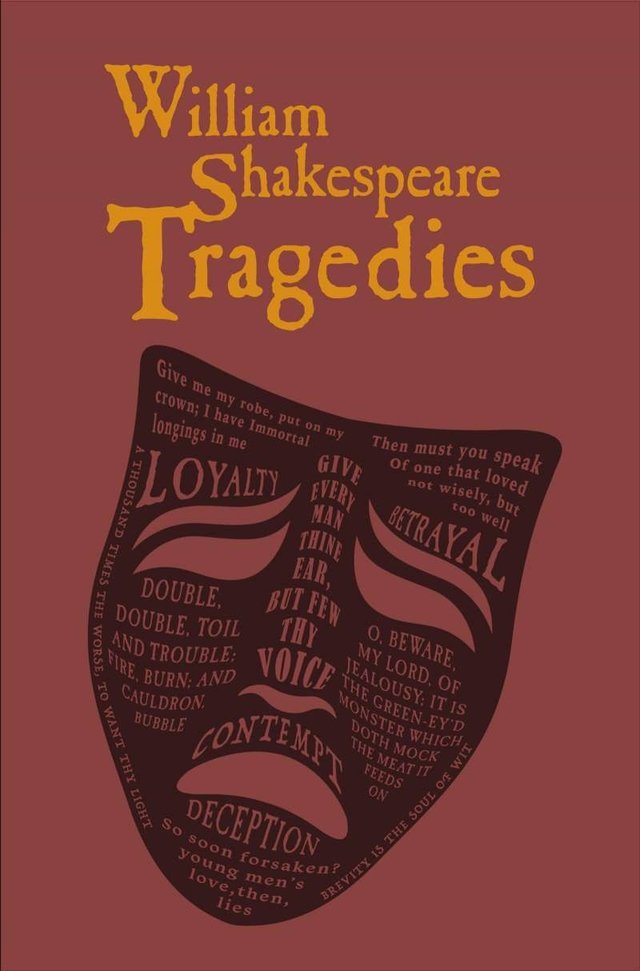 William
Shakespeare
Tragedies
Give me my robe, put on my
crown; I have Immortal
longings in me
Then must you speak
Of one that loved
not wisely, but
too well
LOYALTY
GIVE
EVERY
MAN
THINE
EAR,
BUT FEW
THY
VOICE
BETRAYAL
A THOUSAND TIMES THE WORSE, TO WANT THY LIGHT
DOUBLE,
DOUBLE, TOIL
AND TROUBLE;
FIRE, BURN; AND
CAULDRON,
BUBBLE
O, BEWARE,
MY LORD, OF
JEALOUSY; IT IS
THE GREEN-EY'D
MONSTER WHICH
DOTH MOCK
THE MEAT IT
FEEDS
ON
CONTEMPT
DECEPTION
So soon forsaken?
young men's
love,then,
lies
BREVITY IS THE SOUL OF WIT